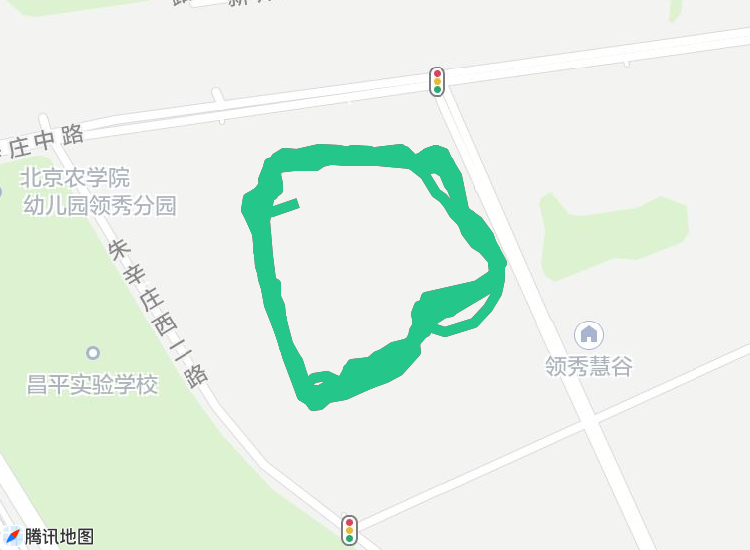 庄中路
北京农学院
幼儿园领秀分园
朱辛庄西二路
领秀慧谷
昌平实验学校
腾讯地图